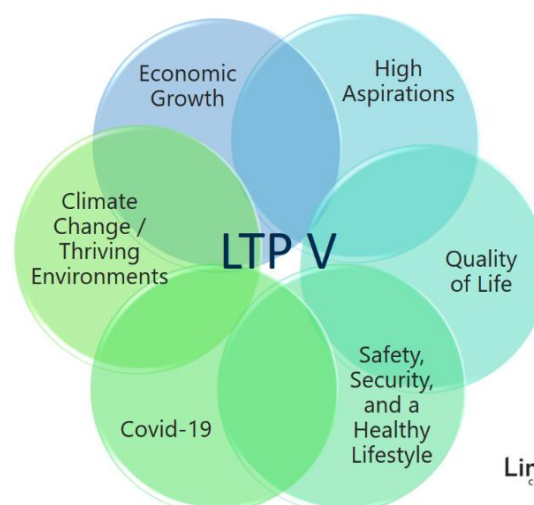 Economic
Growth
High
Aspirations
Climate
Change /
Thriving
Environments
LTP V
Quality
of Life
Safety,
Security,
and a
Healthy
Lifestyle
Covid-19